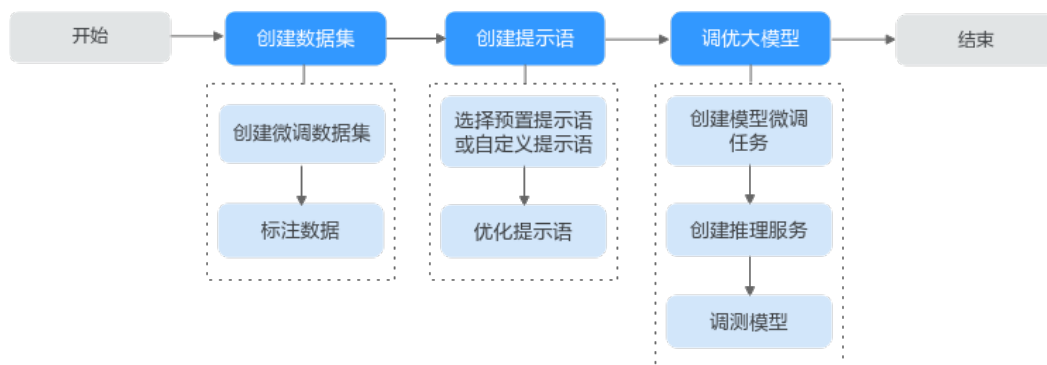 开始
创建数据集
创建提示语
调优大模型
结束
创建微调数据集
标注数据
选择预置提示语
或自定义提示语
优化提示语
创建模型微调
任务
创建推理服务
调测模型